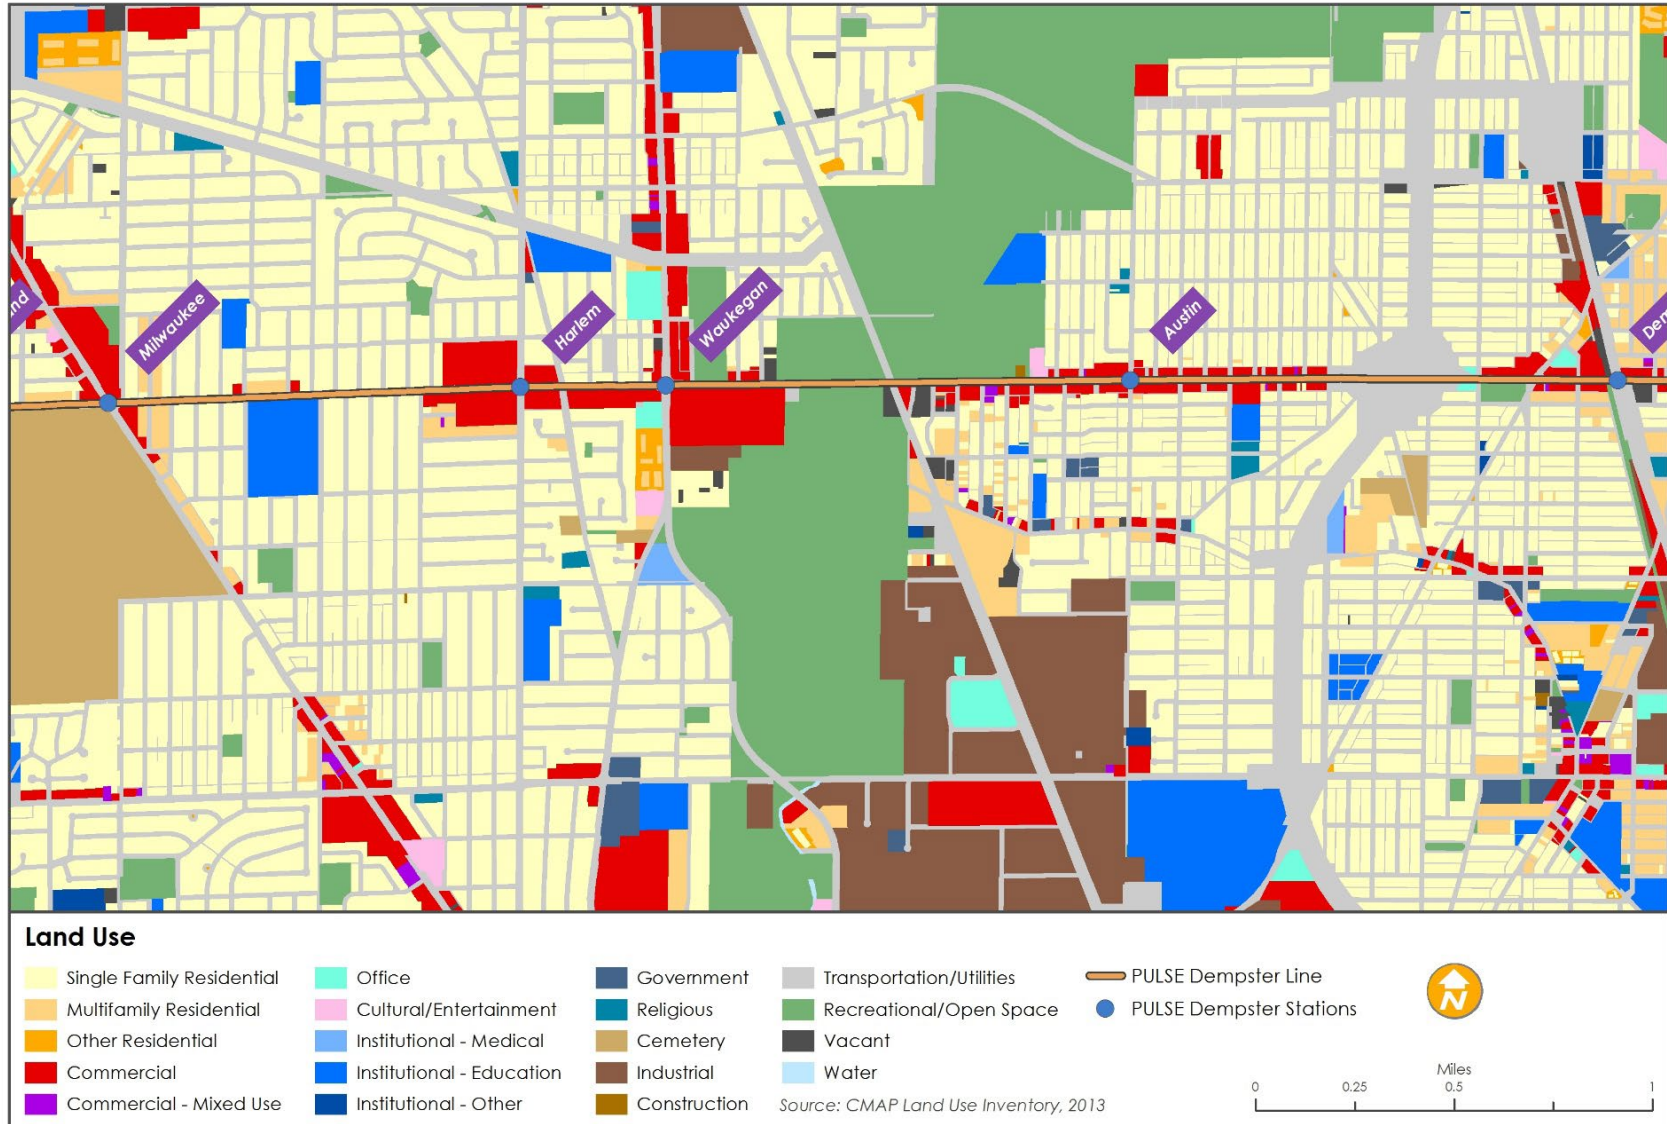 nd
Milwaukee
Harlem
Waukegan
Austin
Den
Land Use
Single Family Residential
Multifamily Residential
Other Residential
Commercial
Commercial - Mixed Use
Office
Cultural/Entertainment
Institutional - Medical
Institutional - Education
Institutional - Other
Government
Religious
Cemetery
Industrial
Construction
Transportation/Utilities
Recreational/Open Space
Vacant
Water
Source: CMAP Land Use Inventory, 2013
PULSE Dempster Line
PULSE Dempster Stations
N
Miles
0 0.25 0.5 1